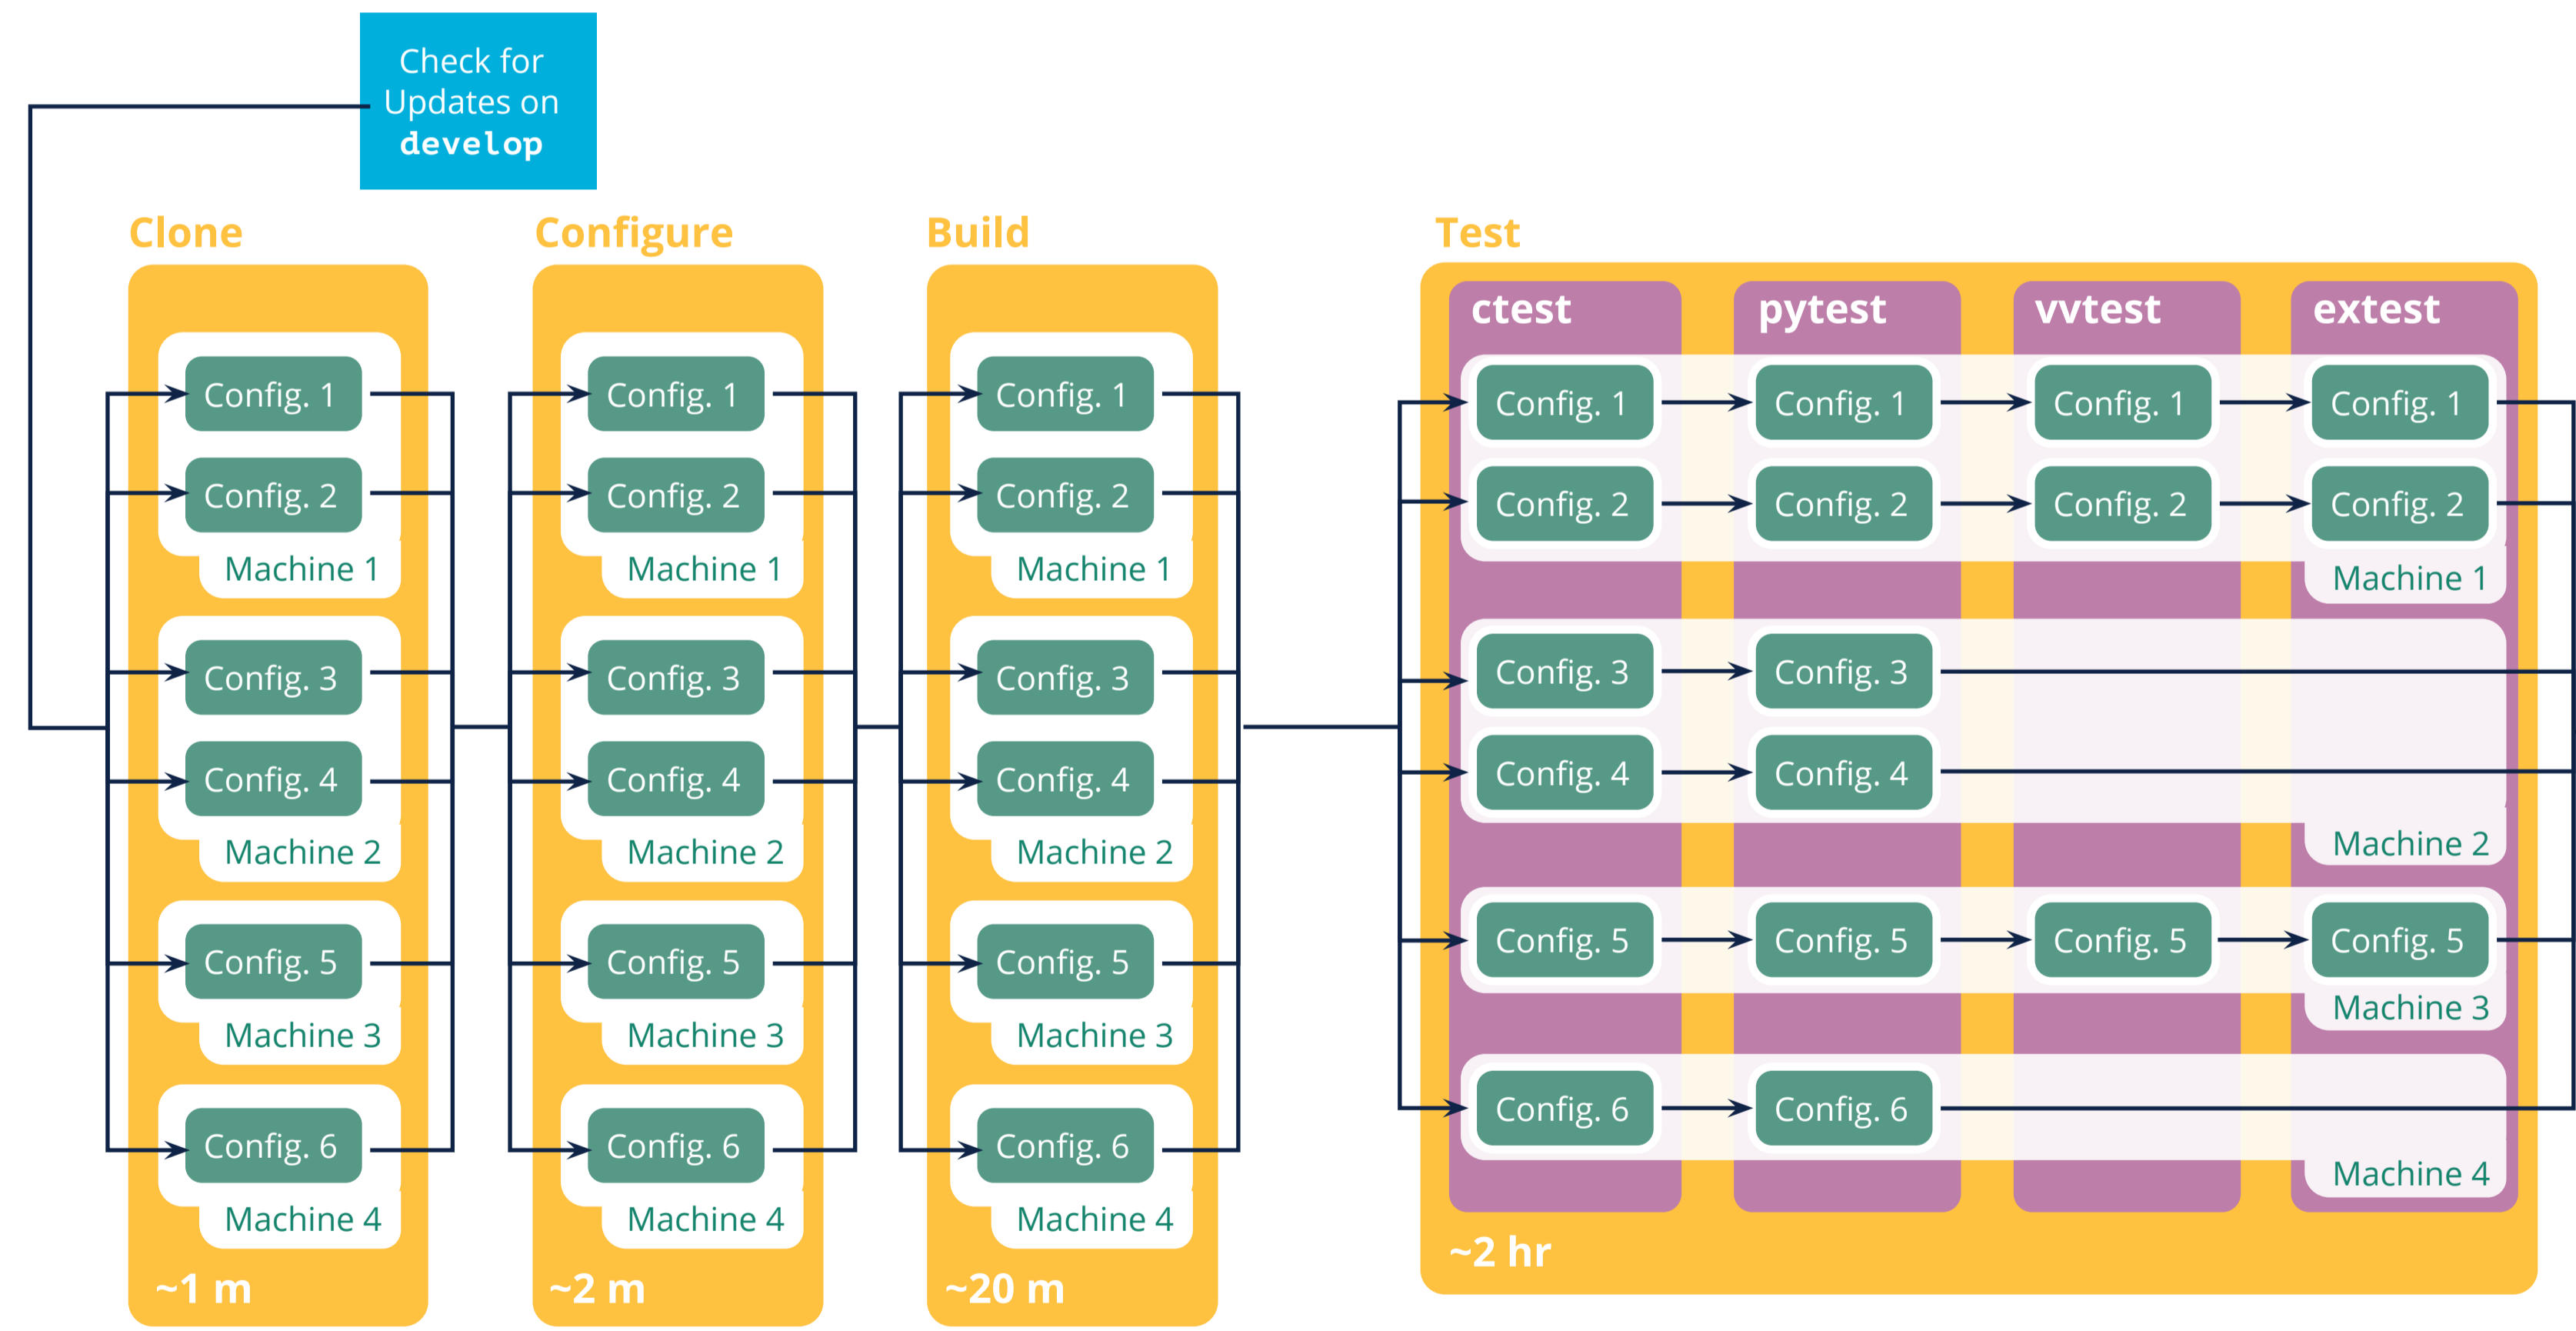 Check for
Updates on
develop
Clone
Config. 1
Config. 2
Machine 1
Config. 3
Config. 4
Machine 2
Config. 5
Machine 3
Config. 6
Machine 4
~1 m
Configure
Config. 1
Config. 2
Machine 1
Config. 3
Config. 4
Machine 2
Config. 5
Machine 3
Config. 6
Machine 4
~2 m
Build
Config. 1
Config. 2
Machine 1
Config. 3
Config. 4
Machine 2
Config. 5
Machine 3
Config. 6
Machine 4
~20 m
Test
ctest pytest vvtest extest
Config. 1 Config. 1 Config. 1 Config. 1
Config. 2 Config. 2 Config. 2 Config. 2
Machine 1
Config. 3 Config. 3
Config. 4 Config. 4
Machine 2
Config. 5 Config. 5 Config. 5 Config. 5
Machine 3
Config. 6 Config. 6
Machine 4
~2 hr